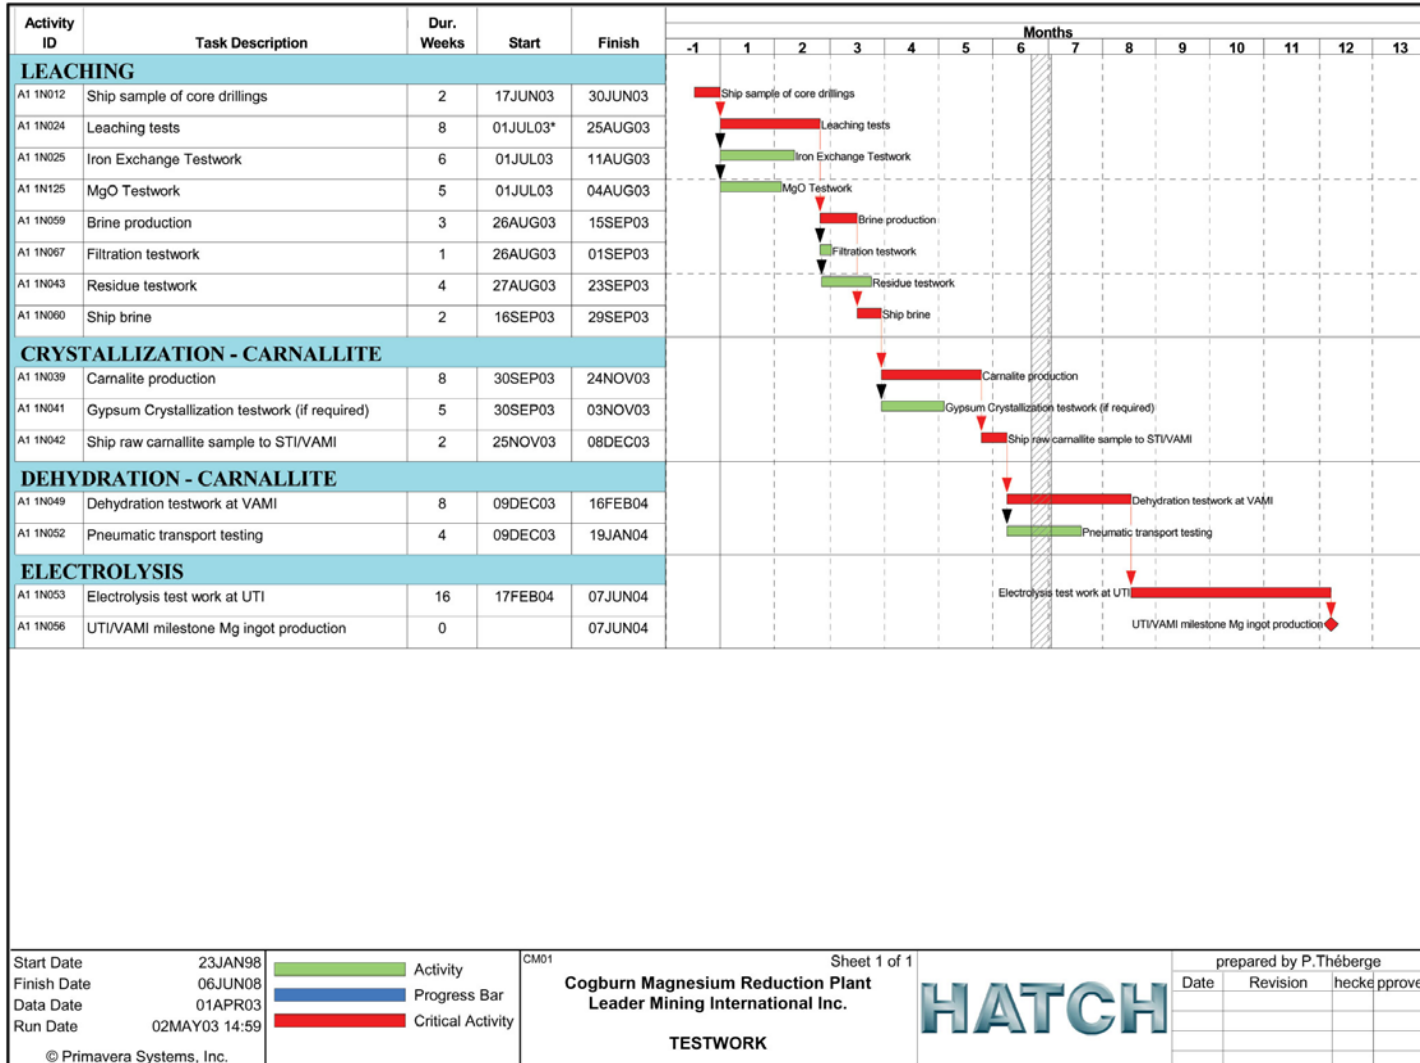 Activity ID Task Description Dur. Weeks Start Finish Months
-1 1 2 3 4 5 6 7 8 9 10 11 12 13
LEACHING
A1 1N012 Ship sample of core drillings 2 17JUN03 30JUN03 Ship sample of core drillings
A1 1N024 Leaching tests 8 01JUL03* 25AUG03 Leaching tests
A1 1N025 Iron Exchange Testwork 6 01JUL03 11AUG03 Iron Exchange Testwork
A1 1N125 MgO Testwork 5 01JUL03 04AUG03 MgO Testwork
A1 1N059 Brine production 3 26AUG03 15SEP03 Brine production
A1 1N067 Filtration testwork 1 26AUG03 01SEP03 Filtration testwork
A1 1N043 Residue testwork 4 27AUG03 23SEP03 Residue testwork
A1 1N060 Ship brine 2 16SEP03 29SEP03 Ship brine
CRYSTALLIZATION - CARNALLITE
A1 1N039 Carnalite production 8 30SEP03 24NOV03 Carnalite production
A1 1N041 Gypsum Crystallization testwork (if required) 5 30SEP03 03NOV03 Gypsum Crystallization testwork (if required)
A1 1N042 Ship raw carnallite sample to STI/VAMI 2 25NOV03 08DEC03 Ship raw carnallite sample to STI/VAMI
DEHYDRATION - CARNALLITE
A1 1N049 Dehydration testwork at VAMI 8 09DEC03 16FEB04 Dehydration testwork at VAMI
A1 1N052 Pneumatic transport testing 4 09DEC03 19JAN04 Pneumatic transport testing
ELECTROLYSIS
A1 1N053 Electrolysis test work at UTI 16 17FEB04 07JUN04 Electrolysis test work at UTI
A1 1N056 UTI/VAMI milestone Mg ingot production 0 07JUN04 UTI/VAMI milestone Mg ingot production
Start Date 23JAN98
Finish Date 06JUN08
Data Date 01APR03
Run Date 02MAY03 14:59
© Primavera Systems, Inc.
Activity
Progress Bar
Critical Activity
CM01 Sheet 1 of 1
Cogburn Magnesium Reduction Plant
Leader Mining International Inc.
TESTWORK
HATCH
prepared by P.Théberge
Date Revision hecke pprove